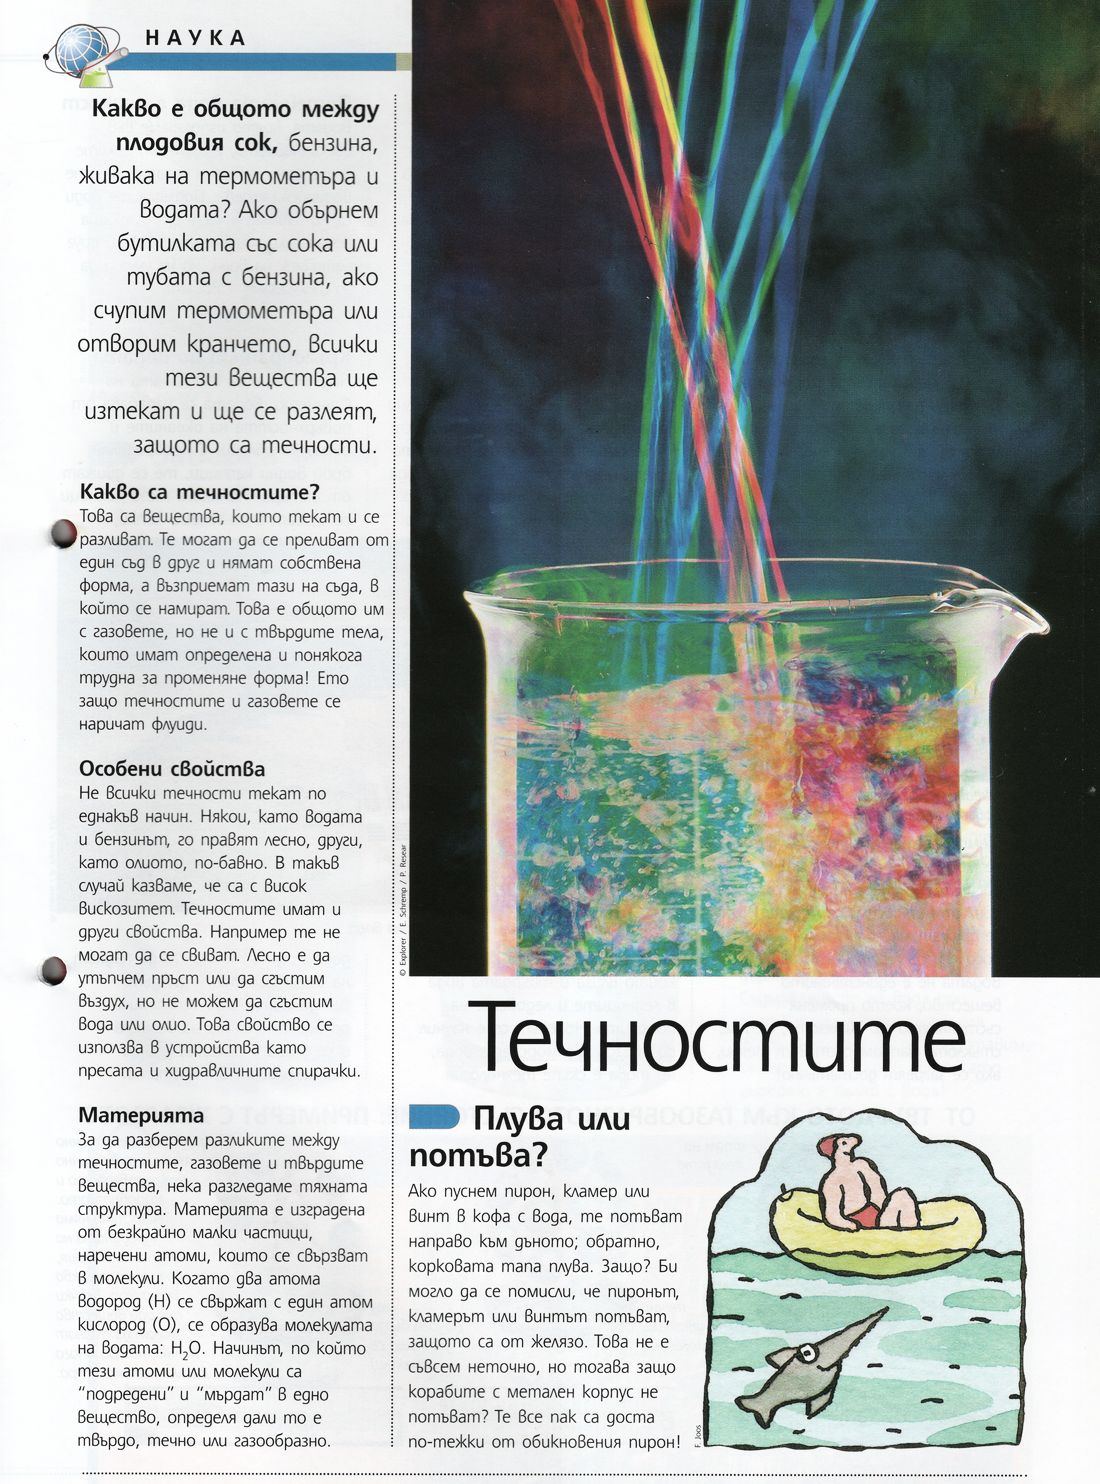 НАУКА
Какво е общото между
плодовия сок, бензина,
живака на термометъра и
водата? Ако обърнем
бутилката със сока или
тубата с бензина, ако
счупим термометъра или
отворим кранчето, всички
тези вещества ще
изтекат и ще се разлеят,
защото са течности.
Какво са течностите?
Това са вещества, които текат и се
разливат. Те могат да се преливат от
един съд в друг и нямат собствена
форма, а възприемат тази на съда, в
който се намират. Това е общото им
с газовете, но не и с твърдите тела,
които имат определена и понякога
трудна за променяне форма! Ето
защо течностите и газовете се
наричат флуиди.
Особени свойства
Не всички течности текат по
еднакъв начин. Някои, като водата
и бензинът, го правят лесно, други,
като олиото, по-бавно. В такъв
случай казваме, че са с висок
вискозитет. Течностите имат и
други свойства. Например те не
могат да се свиват. Лесно е да
утъпчем пръст или да сгъстим
въздух, но не можем да сгъстим
вода или олио. Това свойство се
използва в устройства като
пресата и хидравличните спирачки.
Материята
За да разберем разликите между
течностите, газовете и твърдите
вещества, нека разгледаме тяхната
структура. Материята е изградена
от безкрайно малки частици,
наречени атоми, които се свързват
в молекули. Когато два атома
водород (H) се свържат с един атом
кислород (O), се образува молекулата
на водата: H₂O. Начинът, по който
тези атоми или молекули са
"подредени" и "мърдат" в едно
вещество, определя дали то е
твърдо, течно или газообразно.
© Explorer / E. Schremp / P. Resear
Течностите
Плува или
потъва?
Ако пуснем пирон, кламер или
винт в кофа с вода, те потъват
направо към дъното; обратно,
корковата тапа плува. Защо? Би
могло да се помисли, че пиронът,
кламерът или винтът потъват,
защото са от желязо. Това не е
съвсем неточно, но тогава защо
корабите с метален корпус не
потъват? Те все пак са доста
по-тежки от обикновения пирон!
F. Joos